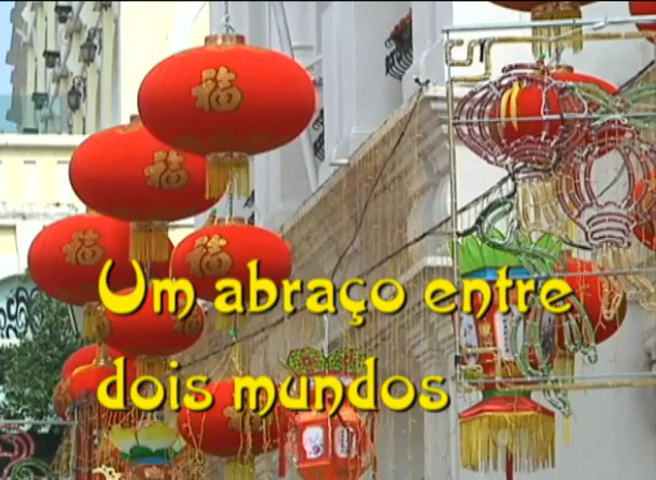 福
福
福
福
Um abraço entre
dois mundos